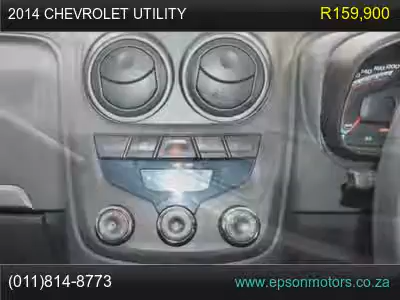 2014 CHEVROLET UTILITY
R159,900
(011)814-8773
www.epsonmotors.co.za